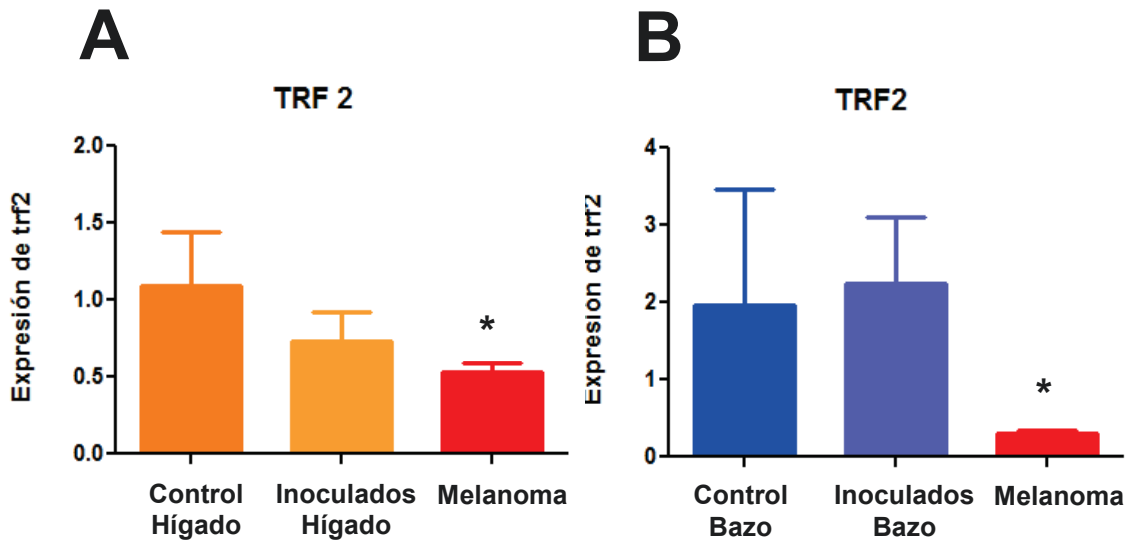 A
TRF 2
Expresión de trf2
2.0
1.5
1.0
0.5
0.0
*
Control
Hígado
Inoculados
Hígado
Melanoma
B
TRF2
Expresión de trf2
4
3
2
1
0
*
Control
Bazo
Inoculados
Bazo
Melanoma